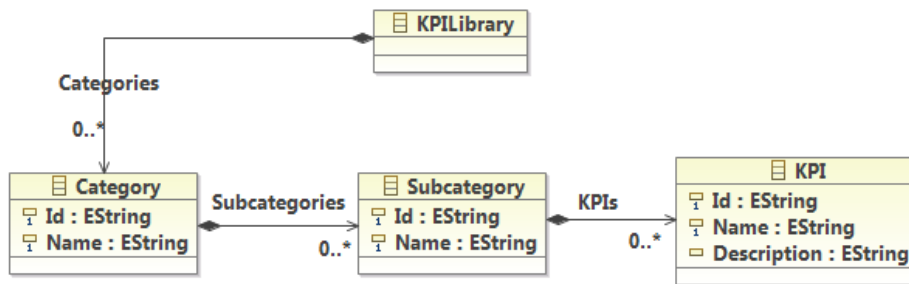 KPILibrary
Categories
0..*
Category
Id : EString
Name : EString
Subcategories
0..*
Subcategory
Id : EString
Name : EString
KPIs
0..*
KPI
Id : EString
Name : EString
Description : EString